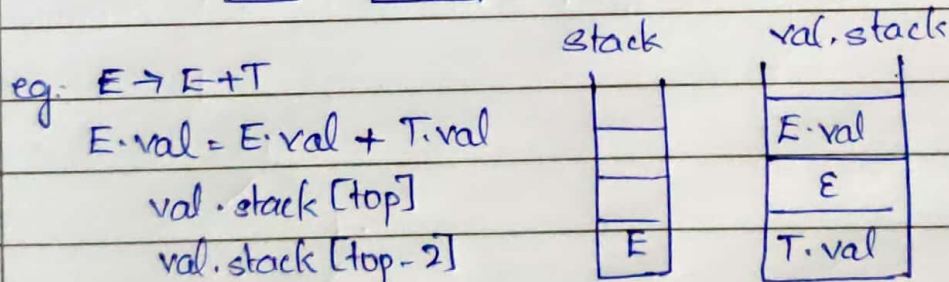 stack val. stack
eg. E → E+T
E.val = E.val + T.val E.val
val.stack [top] ε
val.stack [top-2] E T.val